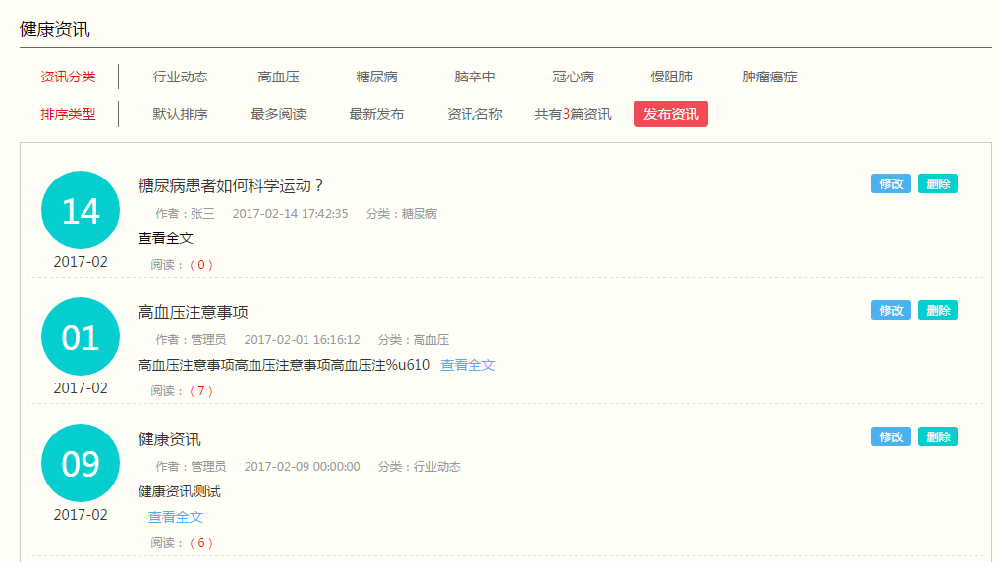 健康资讯
资讯分类 行业动态 高血压 糖尿病 脑卒中 冠心病 慢阻肺 肿瘤癌症
排序类型 默认排序 最多阅读 最新发布 资讯名称 共有3篇资讯 发布资讯
14
2017-02
糖尿病患者如何科学运动？
修改 删除
作者：张三 2017-02-14 17:42:35 分类：糖尿病
查看全文
阅读：（0）
01
2017-02
高血压注意事项
修改 删除
作者：管理员 2017-02-01 16:16:12 分类：高血压
高血压注意事项高血压注意事项高血压注%u610 查看全文
阅读：（7）
09
2017-02
健康资讯
修改 删除
作者：管理员 2017-02-09 00:00:00 分类：行业动态
健康资讯测试
查看全文
阅读：（6）